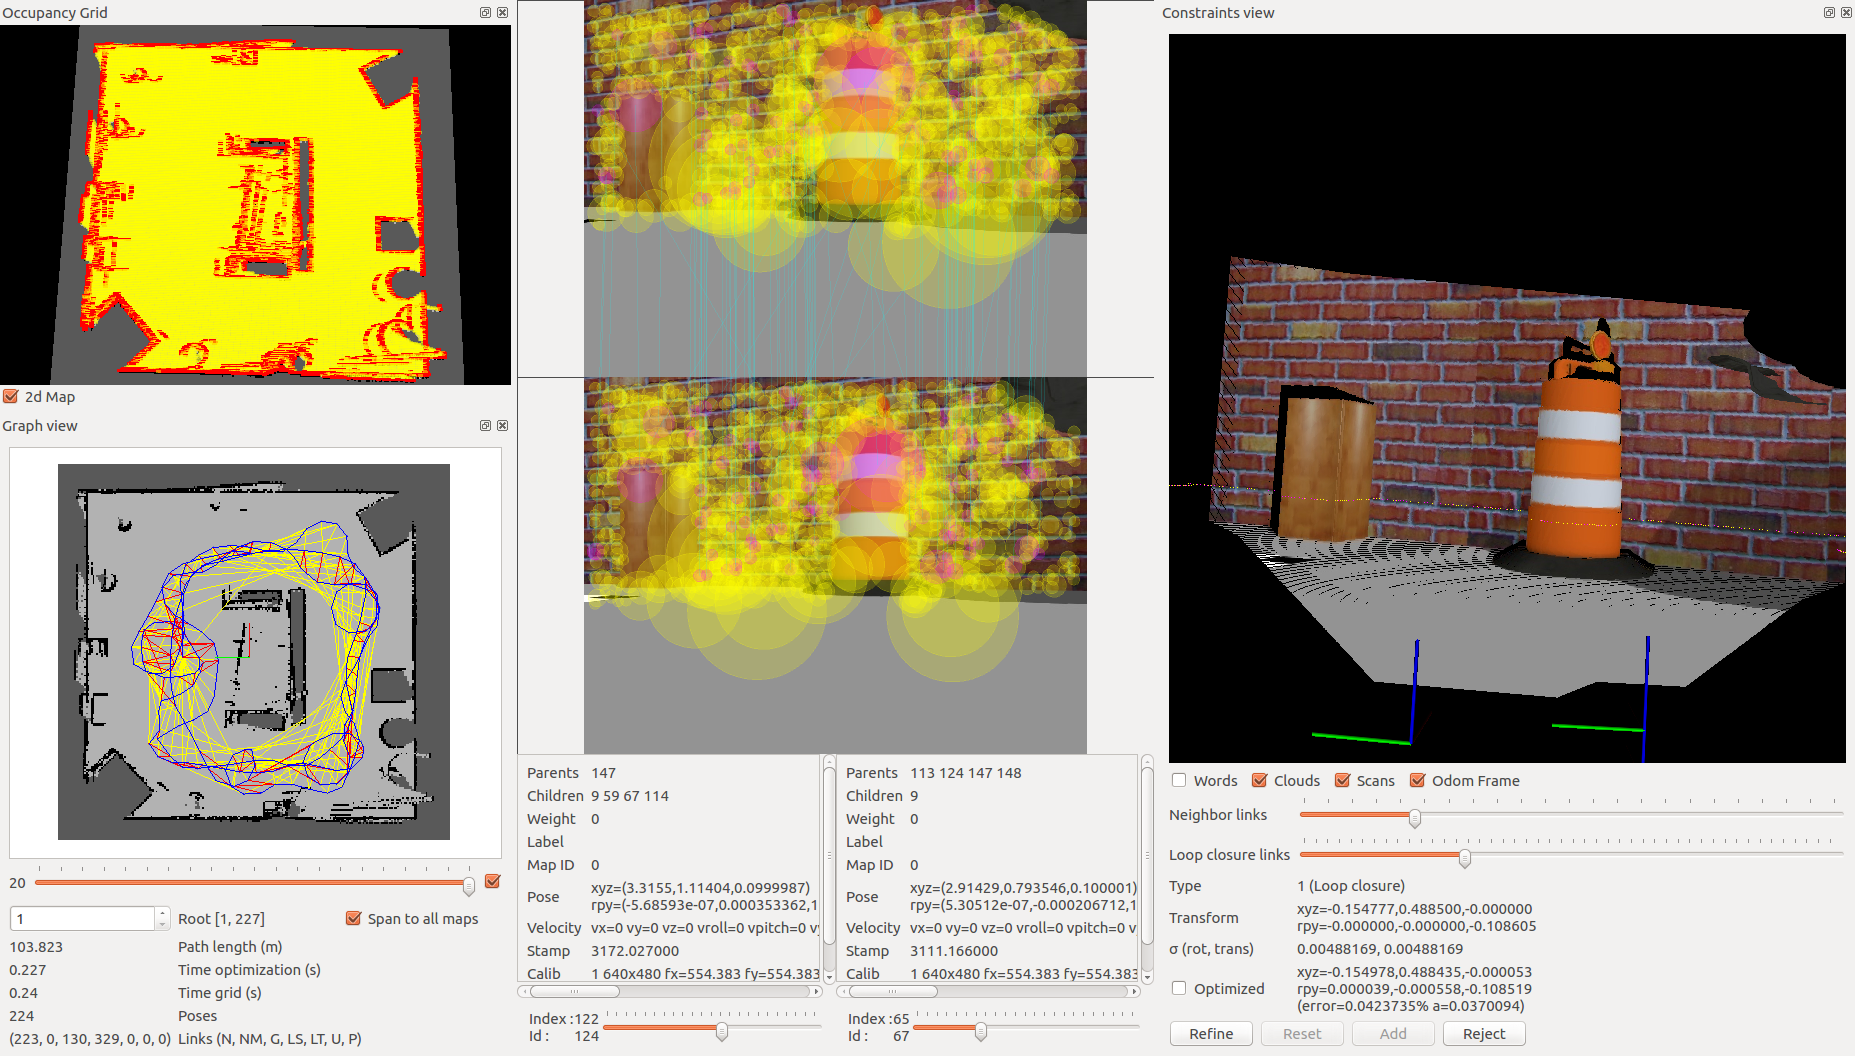 Occupancy Grid
2d Map
Graph view
20
1
Root [1, 227]
Span to all maps
103.823 Path length (m)
0.227 Time optimization (s)
0.24 Time grid (s)
224 Poses
(223, 0, 130, 329, 0, 0, 0) Links (N, NM, G, LS, LT, U, P)
Parents 147
Children 9 59 67 114
Weight 0
Label
Map ID 0
Pose xyz=(3.3155,1.11404,0.0999987)
rpy=(-5.68593e-07,0.000353362,1
Velocity vx=0 vy=0 vz=0 vroll=0 vpitch=0 vy
Stamp 3172.027000
Calib 1 640x480 fx=554.383 fy=554.383
Index :122
Id : 124
Parents 113 124 147 148
Children 9
Weight 0
Label
Map ID 0
Pose xyz=(2.91429,0.793546,0.100001)
rpy=(5.30512e-07,-0.000206712,1
Velocity vx=0 vy=0 vz=0 vroll=0 vpitch=0 vy
Stamp 3111.166000
Calib 1 640x480 fx=554.383 fy=554.383
Index :65
Id : 67
Constraints view
Words Clouds Scans Odom Frame
Neighbor links
Loop closure links
Type 1 (Loop closure)
Transform xyz=-0.154777,0.488500,-0.000000
rpy=-0.000000,-0.000000,-0.108605
σ (rot, trans) 0.00488169, 0.00488169
Optimized xyz=-0.154978,0.488435,-0.000053
rpy=0.000039,-0.000558,-0.108519
(error=0.0423735% a=0.0370094)
Refine Reset Add Reject